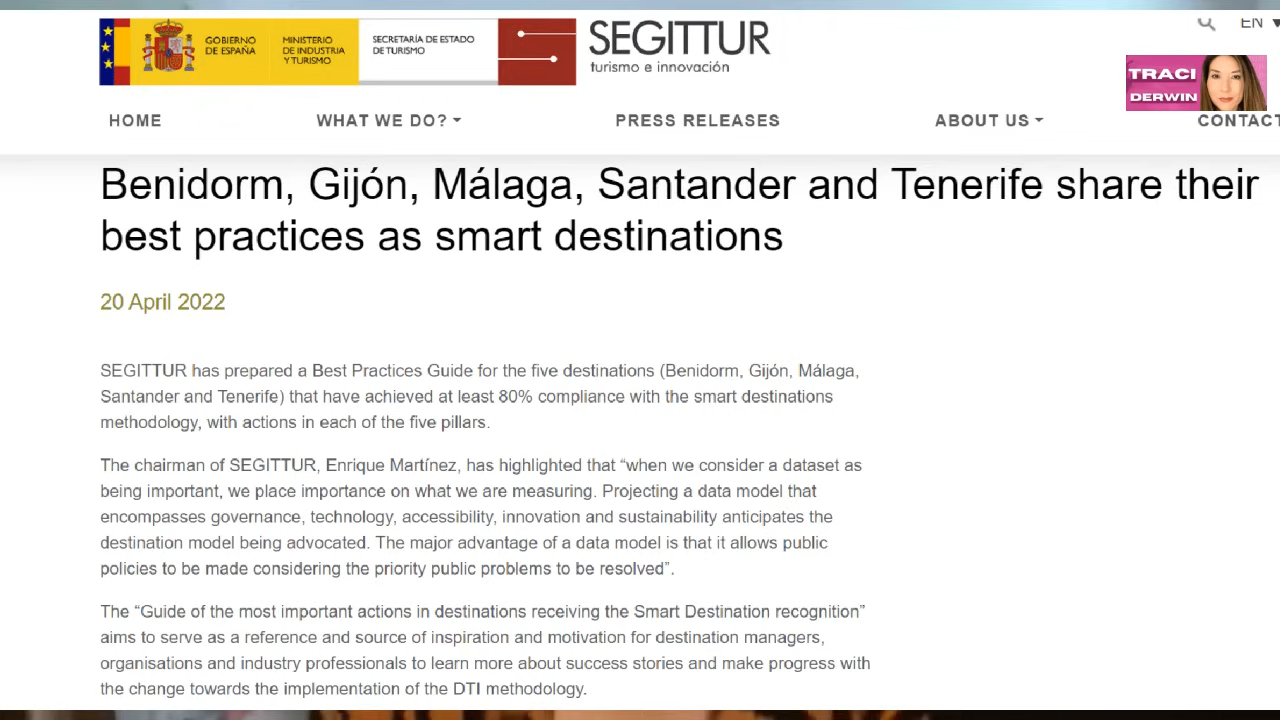 GOBIERNO
DE ESPAÑA
MINISTERIO
DE INDUSTRIA
Y TURISMO
SECRETARÍA DE ESTADO
DE TURISMO
SEGITTUR
turismo e innovación
EN
TRACI
DERWIN
HOME
WHAT WE DO?
PRESS RELEASES
ABOUT US
CONTACT
Benidorm, Gijón, Málaga, Santander and Tenerife share their
best practices as smart destinations
20 April 2022
SEGITTUR has prepared a Best Practices Guide for the five destinations (Benidorm, Gijón, Málaga,
Santander and Tenerife) that have achieved at least 80% compliance with the smart destinations
methodology, with actions in each of the five pillars.
The chairman of SEGITTUR, Enrique Martínez, has highlighted that “when we consider a dataset as
being important, we place importance on what we are measuring. Projecting a data model that
encompasses governance, technology, accessibility, innovation and sustainability anticipates the
destination model being advocated. The major advantage of a data model is that it allows public
policies to be made considering the priority public problems to be resolved”.
The “Guide of the most important actions in destinations receiving the Smart Destination recognition”
aims to serve as a reference and source of inspiration and motivation for destination managers,
organisations and industry professionals to learn more about success stories and make progress with
the change towards the implementation of the DTI methodology.